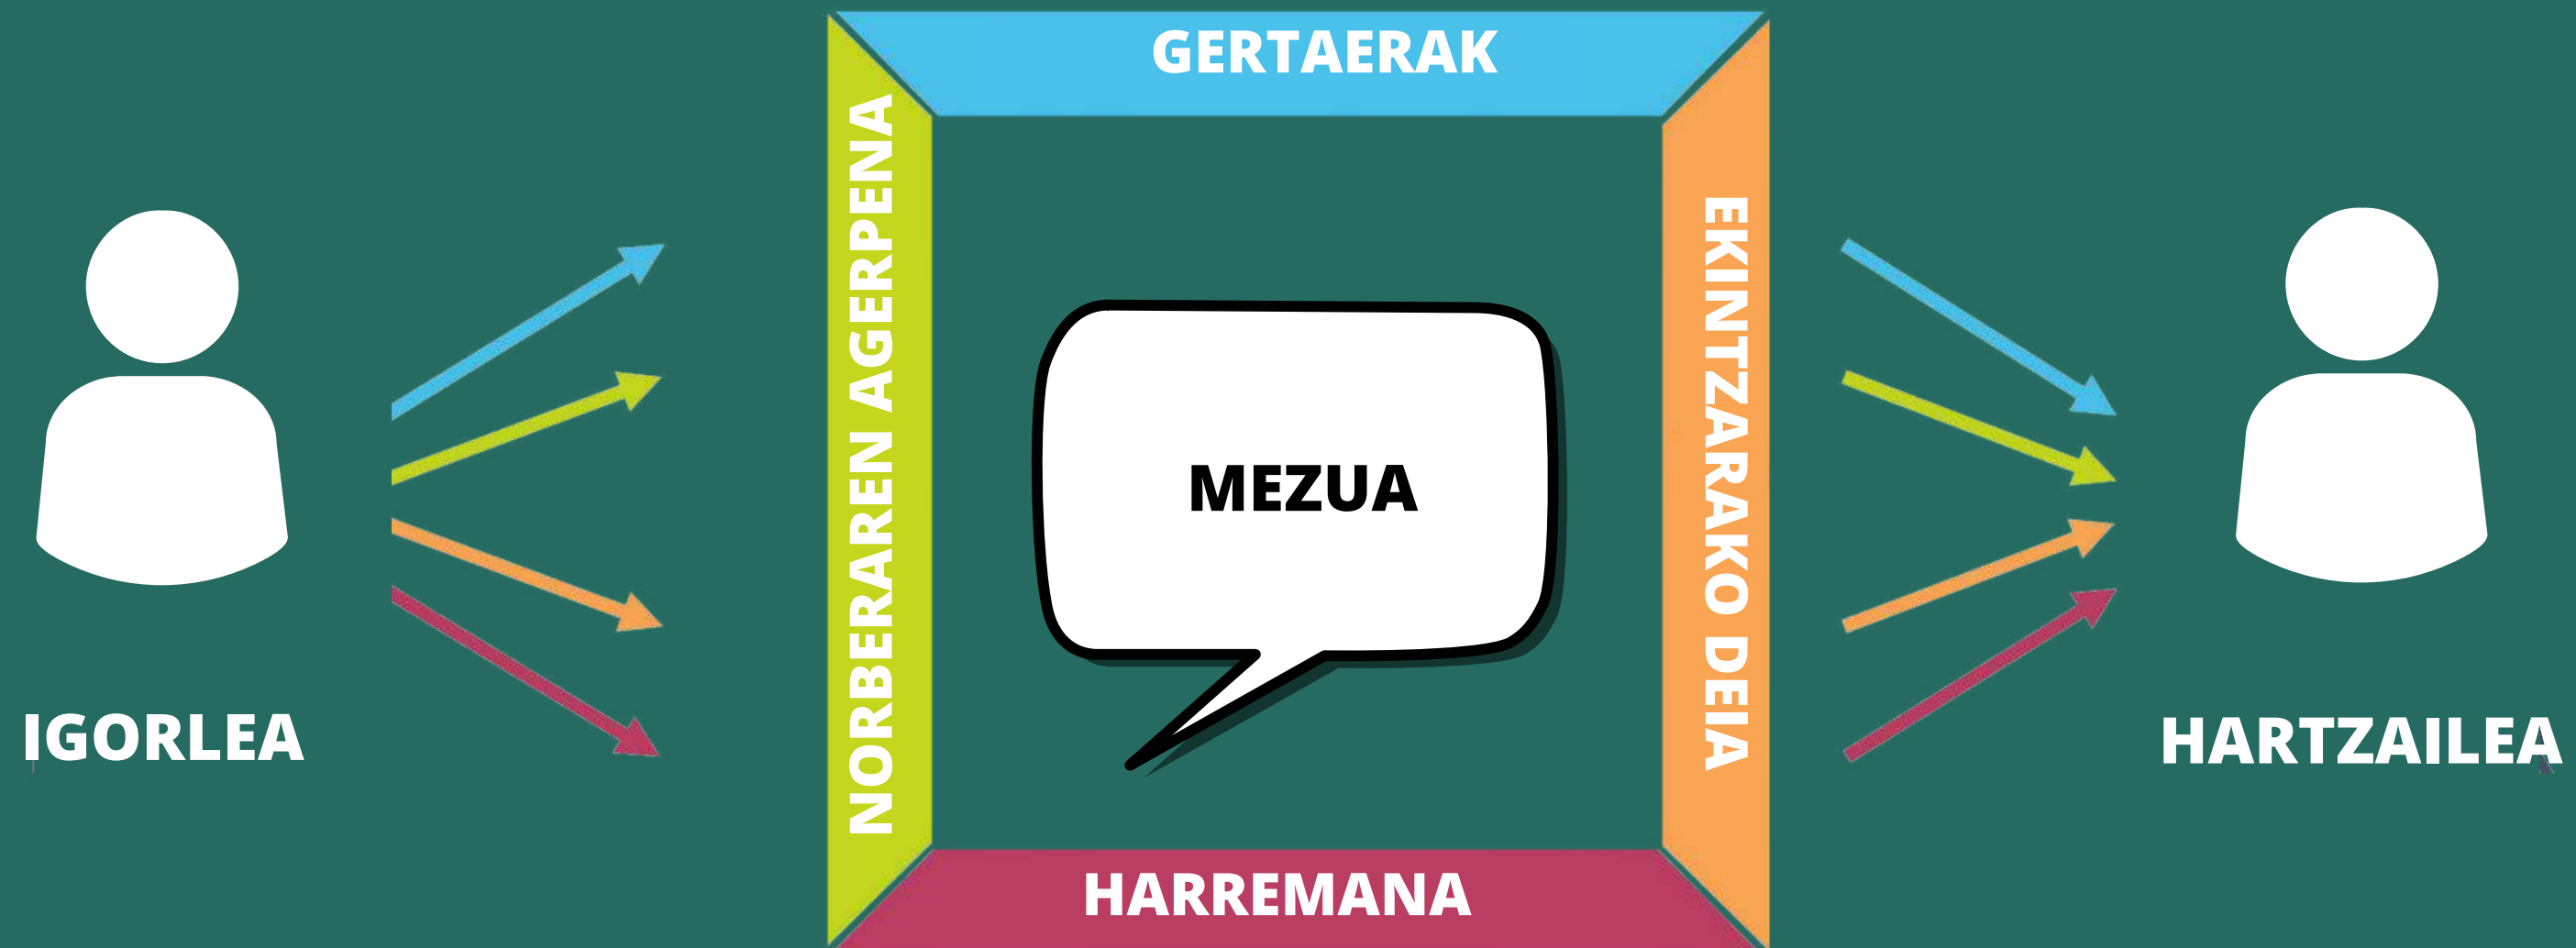 GERTAERAK
NORBERAREN AGERPENA
EKINTZARAKO DEIA
MEZUA
IGORLEA
HARTZAILEA
HARREMANA